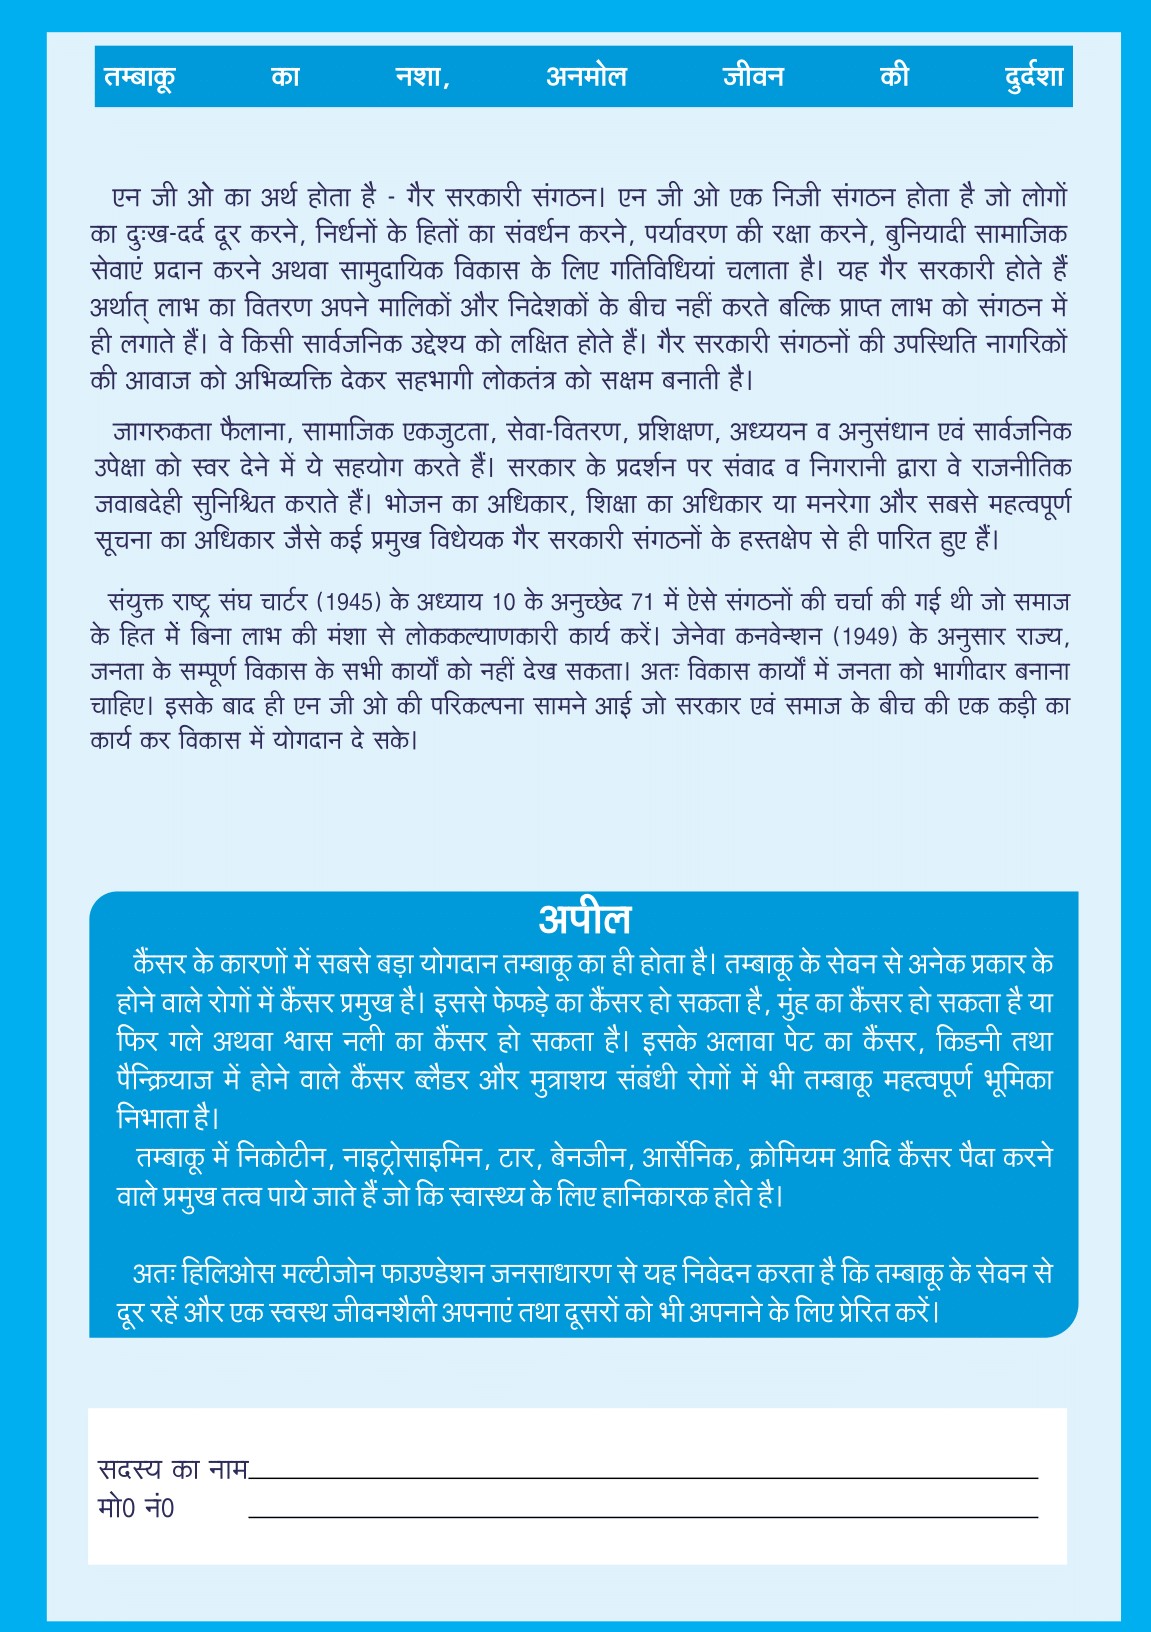 तम्बाकू का नशा, अनमोल जीवन की दुर्दशा
एन जी ओे का अर्थ होता है - गैर सरकारी संगठन। एन जी ओ एक निजी संगठन होता है जो लोगों
का दुःख-दर्द दूर करने, निर्धनों के हितों का संवर्धन करने, पर्यावरण की रक्षा करने, बुनियादी सामाजिक
सेवाएं प्रदान करने अथवा सामुदायिक विकास के लिए गतिविधियां चलाता है। यह गैर सरकारी होते हैं
अर्थात् लाभ का वितरण अपने मालिकों और निदेशकों के बीच नहीं करते बल्कि प्राप्त लाभ को संगठन में
ही लगाते हैं। वे किसी सार्वजनिक उद्देश्य को लक्षित होते हैं। गैर सरकारी संगठनों की उपस्थिति नागरिकों
की आवाज को अभिव्यक्ति देकर सहभागी लोकतंत्र को सक्षम बनाती है।
जागरुकता फैलाना, सामाजिक एकजुटता, सेवा-वितरण, प्रशिक्षण, अध्ययन व अनुसंधान एवं सार्वजनिक
उपेक्षा को स्वर देने में ये सहयोग करते हैं। सरकार के प्रदर्शन पर संवाद व निगरानी द्वारा वे राजनीतिक
जवाबदेही सुनिश्चित कराते हैं। भोजन का अधिकार, शिक्षा का अधिकार या मनरेगा और सबसे महत्वपूर्ण
सूचना का अधिकार जैसे कई प्रमुख विधेयक गैर सरकारी संगठनों के हस्तक्षेप से ही पारित हुए हैं।
संयुक्त राष्ट्र संघ चार्टर (1945) के अध्याय 10 के अनुच्छेद 71 में ऐसे संगठनों की चर्चा की गई थी जो समाज
के हित में बिना लाभ की मंशा से लोककल्याणकारी कार्य करें। जेनेवा कनवेन्शन (1949) के अनुसार राज्य,
जनता के सम्पूर्ण विकास के सभी कार्यों को नहीं देख सकता। अतः विकास कार्यों में जनता को भागीदार बनाना
चाहिए। इसके बाद ही एन जी ओ की परिकल्पना सामने आई जो सरकार एवं समाज के बीच की एक कड़ी का
कार्य कर विकास में योगदान दे सके।
अपील
कैंसर के कारणों में सबसे बड़ा योगदान तम्बाकू का ही होता है। तम्बाकू के सेवन से अनेक प्रकार के
होने वाले रोगों में कैंसर प्रमुख है। इससे फेफड़े का कैंसर हो सकता है, मुंह का कैंसर हो सकता है या
फिर गले अथवा श्वास नली का कैंसर हो सकता है। इसके अलावा पेट का कैंसर, किडनी तथा
पैन्क्रियाज में होने वाले कैंसर ब्लैडर और मुत्राशय संबंधी रोगों में भी तम्बाकू महत्वपूर्ण भूमिका
निभाता है।
तम्बाकू में निकोटीन, नाइट्रोसाइमिन, टार, बेनजीन, आर्सेनिक, क्रोमियम आदि कैंसर पैदा करने
वाले प्रमुख तत्व पाये जाते हैं जो कि स्वास्थ्य के लिए हानिकारक होते है।
अतः हिलिओस मल्टीजोन फाउण्डेशन जनसाधारण से यह निवेदन करता है कि तम्बाकू के सेवन से
दूर रहें और एक स्वस्थ जीवनशैली अपनाएं तथा दूसरों को भी अपनाने के लिए प्रेरित करें।
सदस्य का नाम
मो0 नं0